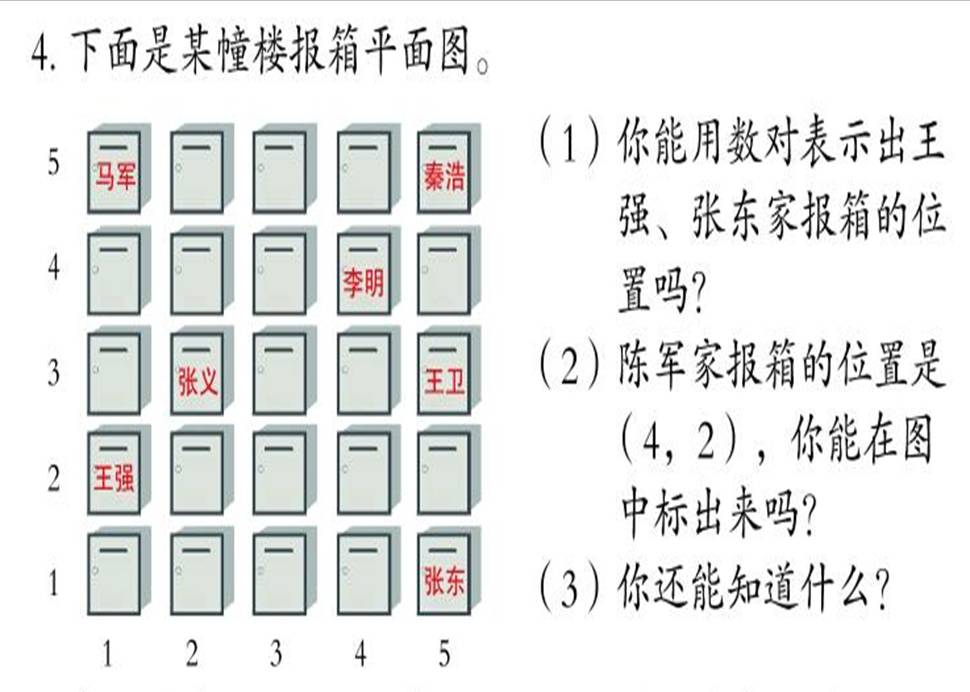 4. 下面是某幢楼报箱平面图。
5 马军 秦浩
4 李明
3 张义 王卫
2 王强
1 张东
1 2 3 4 5
（1）你能用数对表示出王
强、张东家报箱的位
置吗？
（2）陈军家报箱的位置是
（4，2），你能在图
中标出来吗？
（3）你还能知道什么？